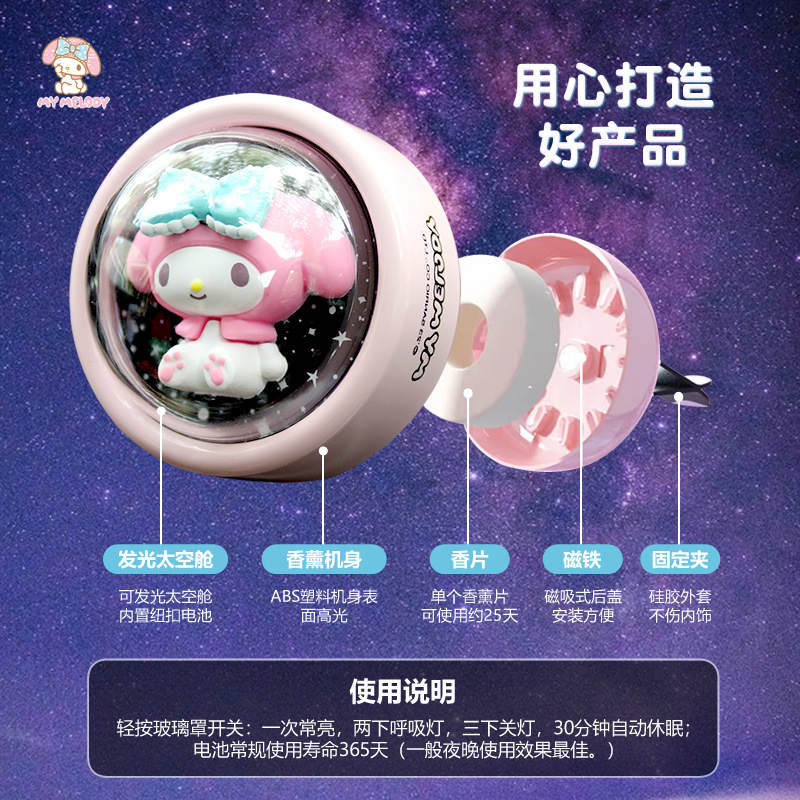 MY MELODY
用心打造
好产品
MY MELODY
发光太空舱
香薰机身
香片
磁铁
固定夹
可发光太空舱
内置纽扣电池
ABS塑料机身表
面高光
单个香薰片
可使用约25天
磁吸式后盖
安装方便
硅胶外套
不伤内饰
使用说明
轻按玻璃罩开关：一次常亮，两下呼吸灯，三下关灯，30分钟自动休眠；
电池常规使用寿命365天（一般夜晚使用效果最佳。）